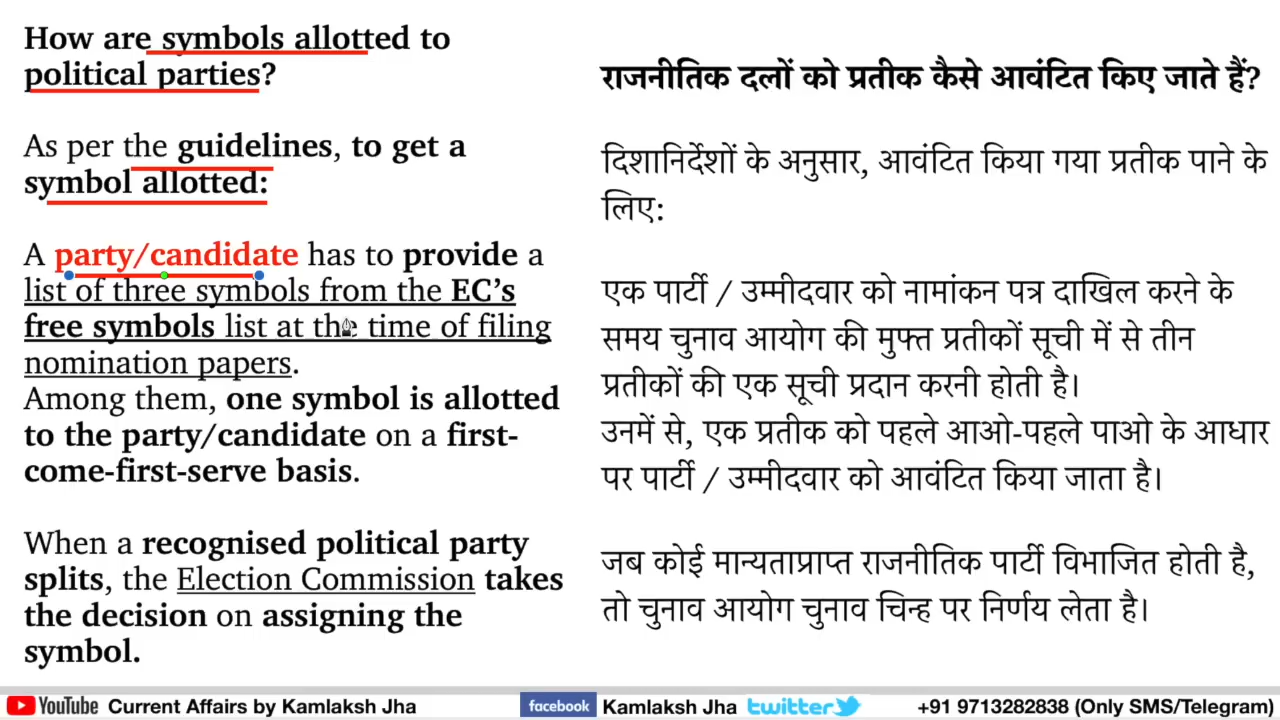 How are symbols allotted to
political parties?
As per the guidelines, to get a
symbol allotted:
A party/candidate has to provide a
list of three symbols from the EC’s
free symbols list at the time of filing
nomination papers.
Among them, one symbol is allotted
to the party/candidate on a first-
come-first-serve basis.
When a recognised political party
splits, the Election Commission takes
the decision on assigning the
symbol.
राजनीतिक दलों को प्रतीक कैसे आवंटित किए जाते हैं?
दिशानिर्देशों के अनुसार, आवंटित किया गया प्रतीक पाने के
लिए:
एक पार्टी / उम्मीदवार को नामांकन पत्र दाखिल करने के
समय चुनाव आयोग की मुफ्त प्रतीकों सूची में से तीन
प्रतीकों की एक सूची प्रदान करनी होती है।
उनमें से, एक प्रतीक को पहले आओ-पहले पाओ के आधार
पर पार्टी / उम्मीदवार को आवंटित किया जाता है।
जब कोई मान्यताप्राप्त राजनीतिक पार्टी विभाजित होती है,
तो चुनाव आयोग चुनाव चिन्ह पर निर्णय लेता है।
YouTube Current Affairs by Kamlaksh Jha facebook Kamlaksh Jha twitter +91 9713282838 (Only SMS/Telegram)